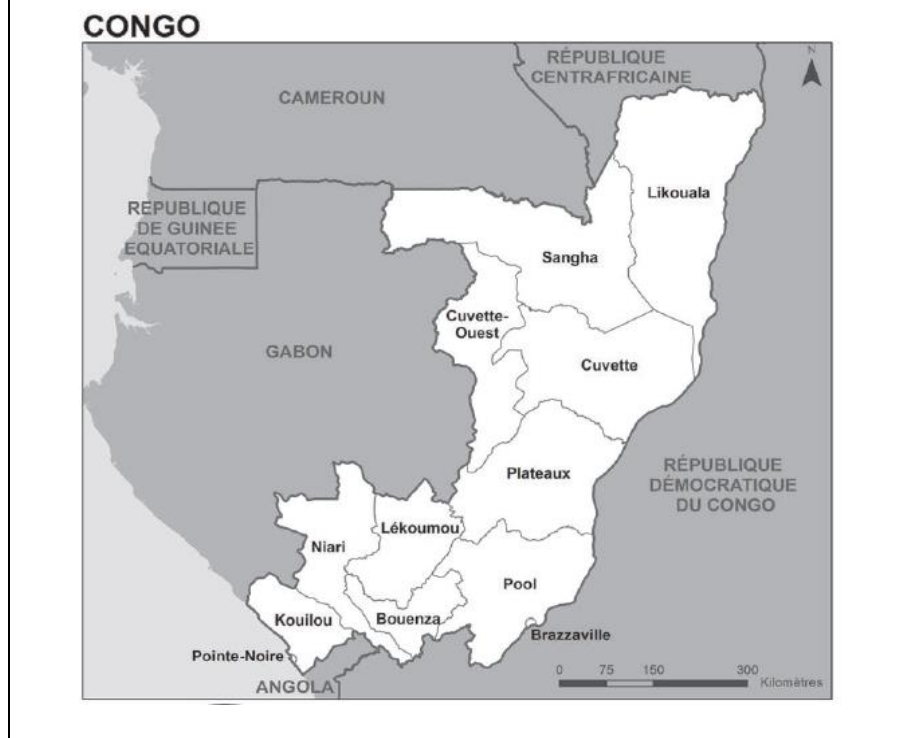 CONGO
N
RÉPUBLIQUE
CENTRAFRICAINE
CAMEROUN
Likouala
REPUBLIQUE
DE GUINEE
EQUATORIALE
Sangha
Cuvette-
Ouest
GABON
Cuvette
RÉPUBLIQUE
DÉMOCRATIQUE
DU CONGO
Plateaux
Lékoumou
Niari
Pool
Kouilou
Bouenza
Brazzaville
Pointe-Noire
ANGOLA
0 75 150 300
Kilomètres